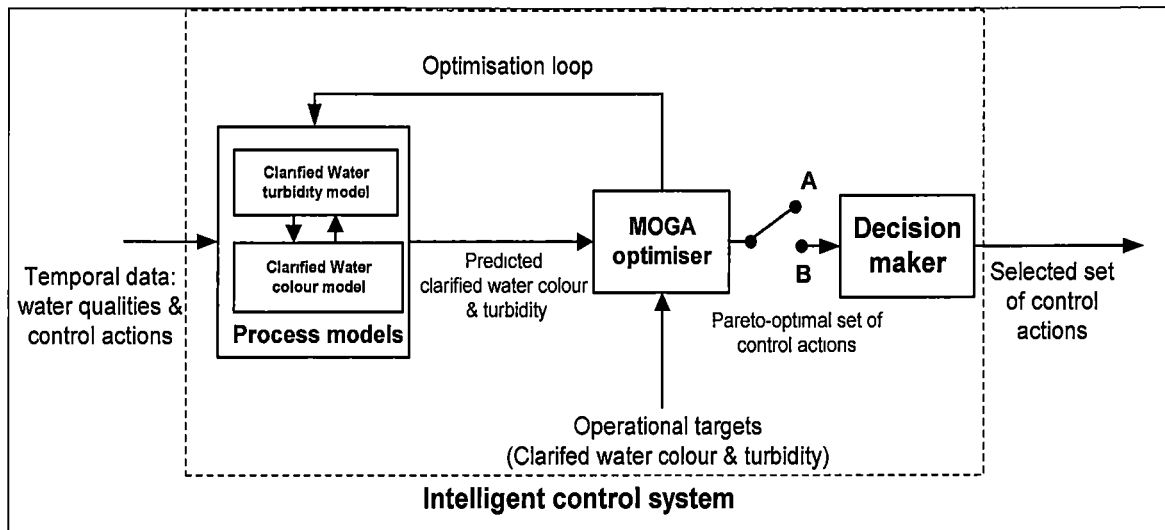 Optimisation loop
Clarified Water
turbidity model
Clarified Water
colour model
Process models
Temporal data:
water qualities &
control actions
Predicted
clarified water colour
& turbidity
MOGA
optimiser
A
B
Decision
maker
Pareto-optimal set of
control actions
Selected set
of control
actions
Operational targets
(Clarifed water colour & turbidity)
Intelligent control system